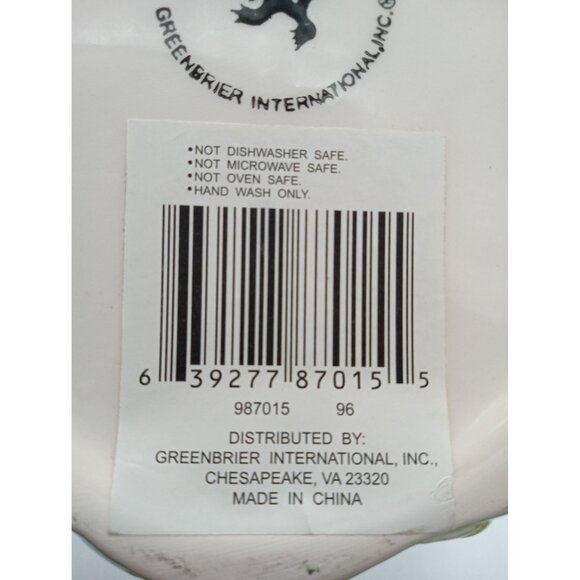 GREENBRIER INTERNATIONAL, INC.®
•NOT DISHWASHER SAFE.
•NOT MICROWAVE SAFE.
•NOT OVEN SAFE.
•HAND WASH ONLY.
6 39277 87015 5
987015 96
DISTRIBUTED BY:
GREENBRIER INTERNATIONAL, INC.,
CHESAPEAKE, VA 23320
MADE IN CHINA